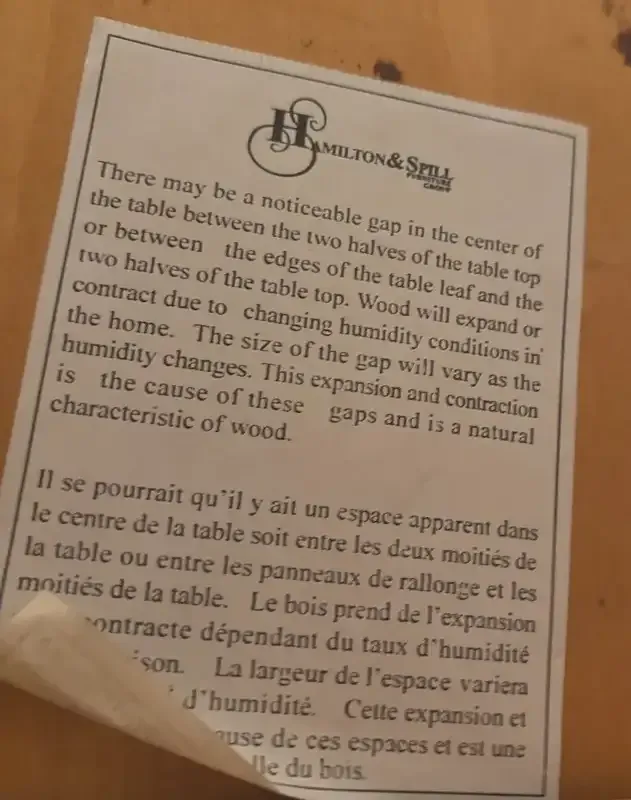 HAMILTON & SPILL
FURNITURE
GROUP
There may be a noticeable gap in the center of
the table between the two halves of the table top
or between the edges of the table leaf and the
two halves of the table top. Wood will expand or
contract due to changing humidity conditions in
the home. The size of the gap will vary as the
humidity changes. This expansion and contraction
is the cause of these gaps and is a natural
characteristic of wood.
Il se pourrait qu'il y ait un espace apparent dans
le centre de la table soit entre les deux moitiés de
la table ou entre les panneaux de rallonge et les
moitiés de la table. Le bois prend de l'expansion
contracte dépendant du taux d'humidité
La largeur de l'espace variera
d'humidité. Cette expansion et
de ces espaces et est une
du bois.